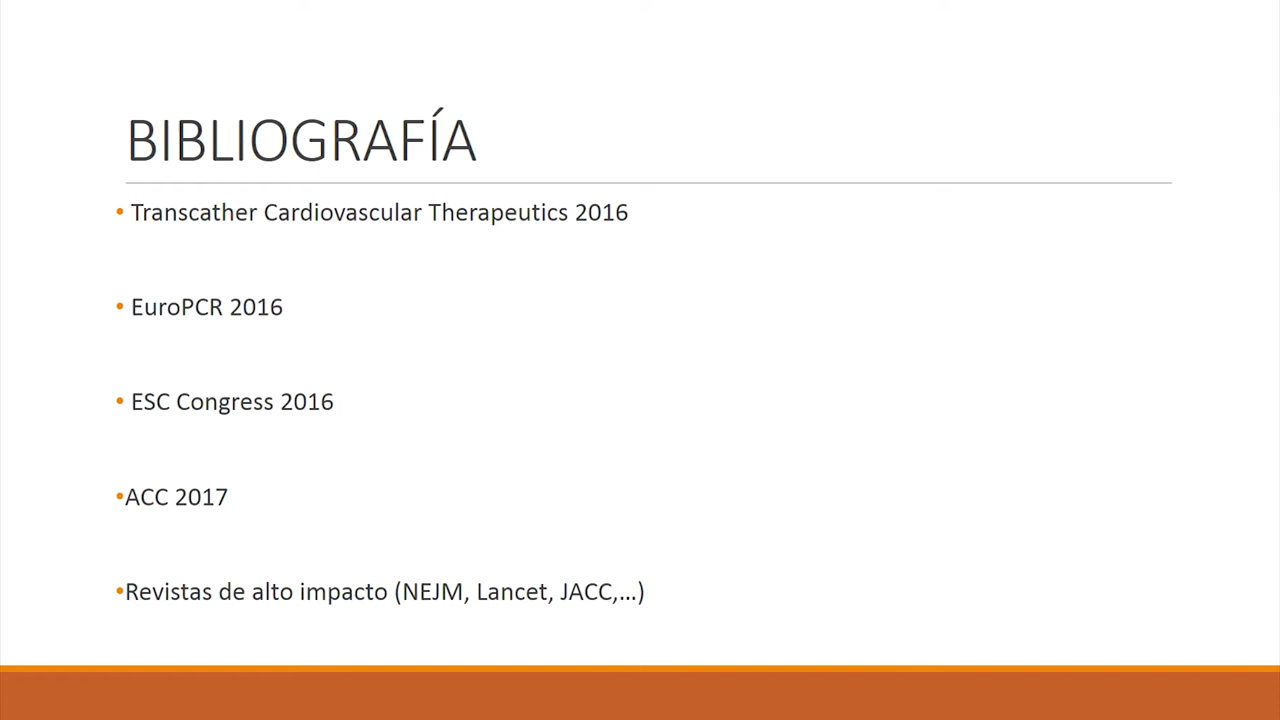 BIBLIOGRAFÍA
• Transcather Cardiovascular Therapeutics 2016
• EuroPCR 2016
• ESC Congress 2016
•ACC 2017
•Revistas de alto impacto (NEJM, Lancet, JACC,...)